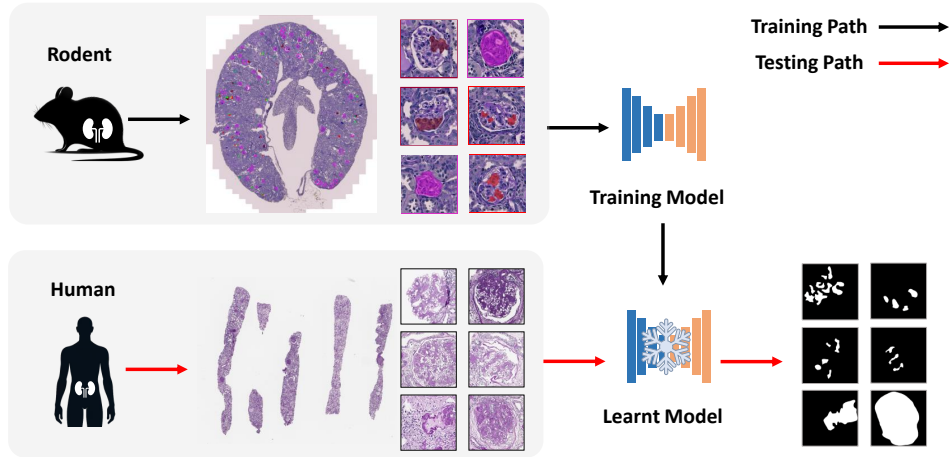 Rodent
Training Path
Testing Path
Training Model
Human
Learnt Model